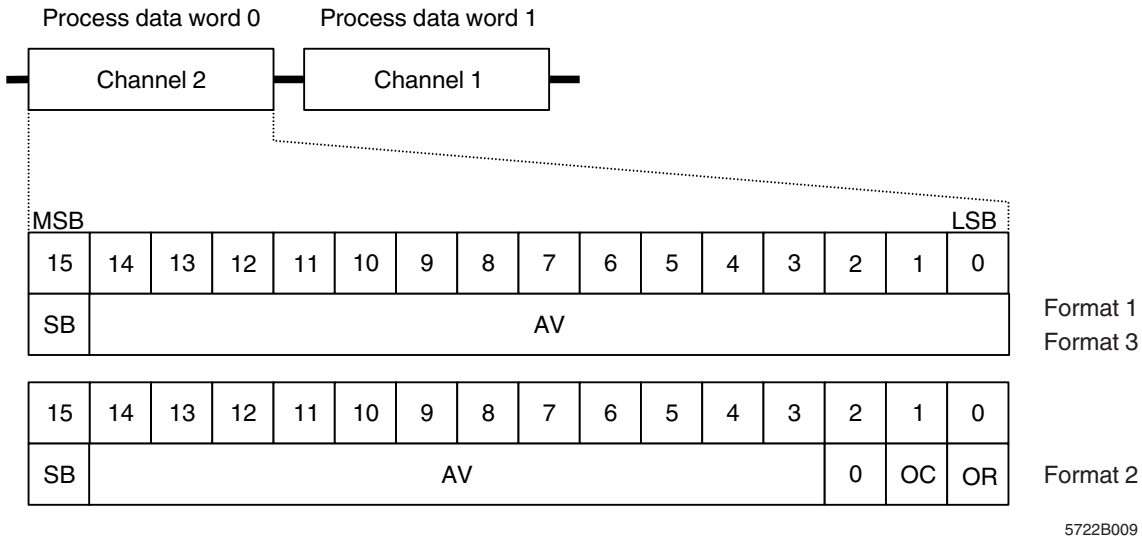 Process data word 0 Process data word 1
Channel 2 Channel 1
MSB LSB
15 14 13 12 11 10 9 8 7 6 5 4 3 2 1 0
SB AV Format 1
Format 3
15 14 13 12 11 10 9 8 7 6 5 4 3 2 1 0
SB AV 0 OC OR Format 2
5722B009